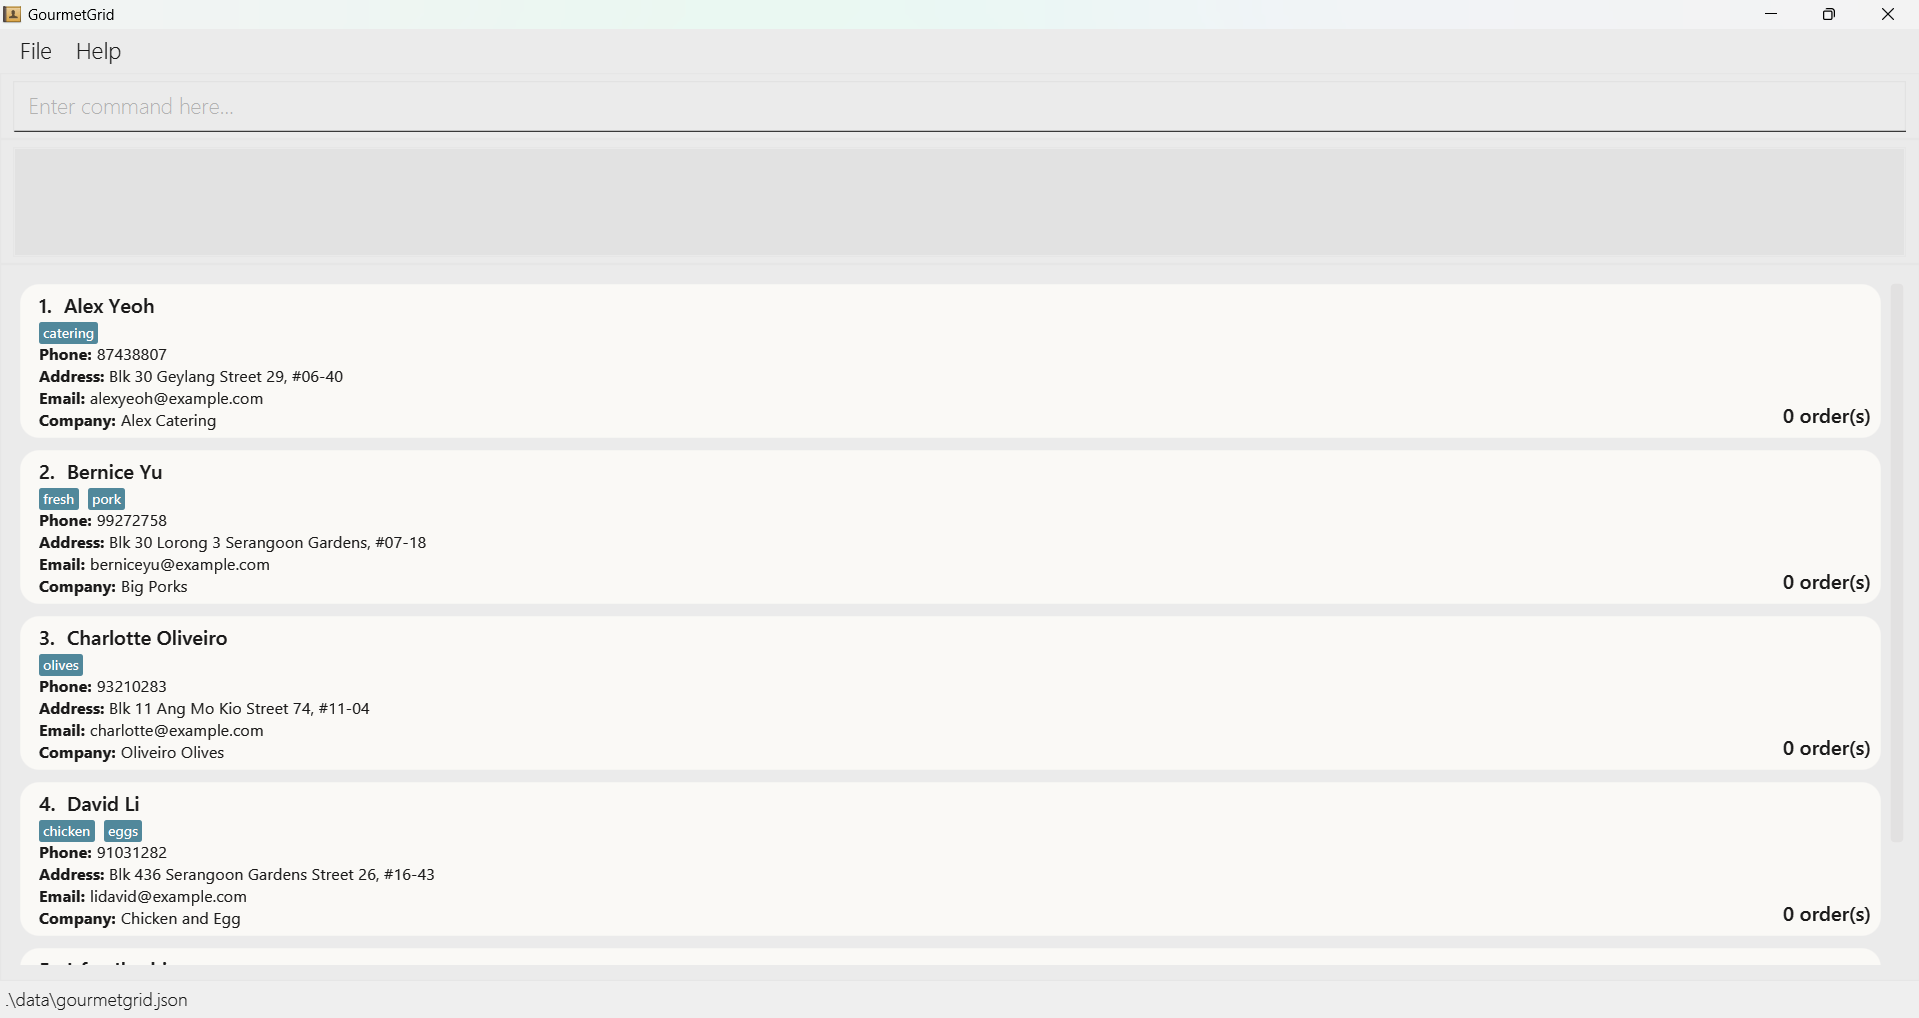 GourmetGrid
File Help
Enter command here...
1. Alex Yeoh
catering
Phone: 87438807
Address: Blk 30 Geylang Street 29, #06-40
Email: alexyeoh@example.com
Company: Alex Catering
0 order(s)
2. Bernice Yu
fresh pork
Phone: 99272758
Address: Blk 30 Lorong 3 Serangoon Gardens, #07-18
Email: berniceyu@example.com
Company: Big Porks
0 order(s)
3. Charlotte Oliveiro
olives
Phone: 93210283
Address: Blk 11 Ang Mo Kio Street 74, #11-04
Email: charlotte@example.com
Company: Oliveiro Olives
0 order(s)
4. David Li
chicken eggs
Phone: 91031282
Address: Blk 436 Serangoon Gardens Street 26, #16-43
Email: lidavid@example.com
Company: Chicken and Egg
0 order(s)
.\data\gourmetgrid.json